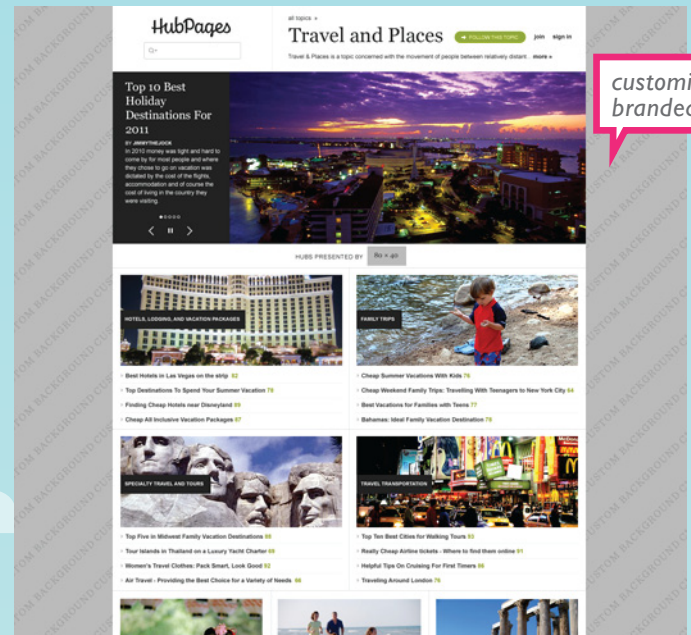 HubPages
all topics »
Travel and Places
FOLLOW THIS TOPIC
join sign in
Travel & Places is a topic concerned with the movement of people between relatively distant... more »
Top 10 Best
Holiday
Destinations For
2011
BY JIMMYTHEJOCK
In 2010 money was tight and hard to
come by for most people and where
they chose to go on vacation was
dictated by the cost of the flights,
accommodation and of course the
cost of living in the country they
were visiting
customi
branded
HUBS PRESENTED BY 80 × 40
HOTELS, LODGING, AND VACATION PACKAGES
Best Hotels in Las Vegas on the strip 82
Top Destinations To Spend Your Summer Vacation 79
Finding Cheap Hotels near Disneyland
Cheap All Inclusive Vacation Packages 67
FAMILY TRIPS
Cheap Summer Vacations With Kids 76
Cheap Weekend Family Trips: Travelling With Teenagers to New York City 64
Best Vacations for Families with Teens 77
Bahamas: Ideal Family Vacation Destination 78
SPECIALTY TRAVEL AND TOURS
Top Five in Midwest Family Vacation Destinations
Tour Islands in Thailand on a Luxury Yacht Charter
Women's Travel Clothes: Pack Smart, Look Good 92
Air Travel - Providing the Best Choice for a Variety of Needs 66
TRAVEL TRANSPORTATION
Top Ten Best Cities for Walking Tours 93
Really Cheap Airline tickets - Where to find them online 91
Helpful Tips On Cruising For First Timers
Traveling Around London 76
CUSTOM BACKGROUND